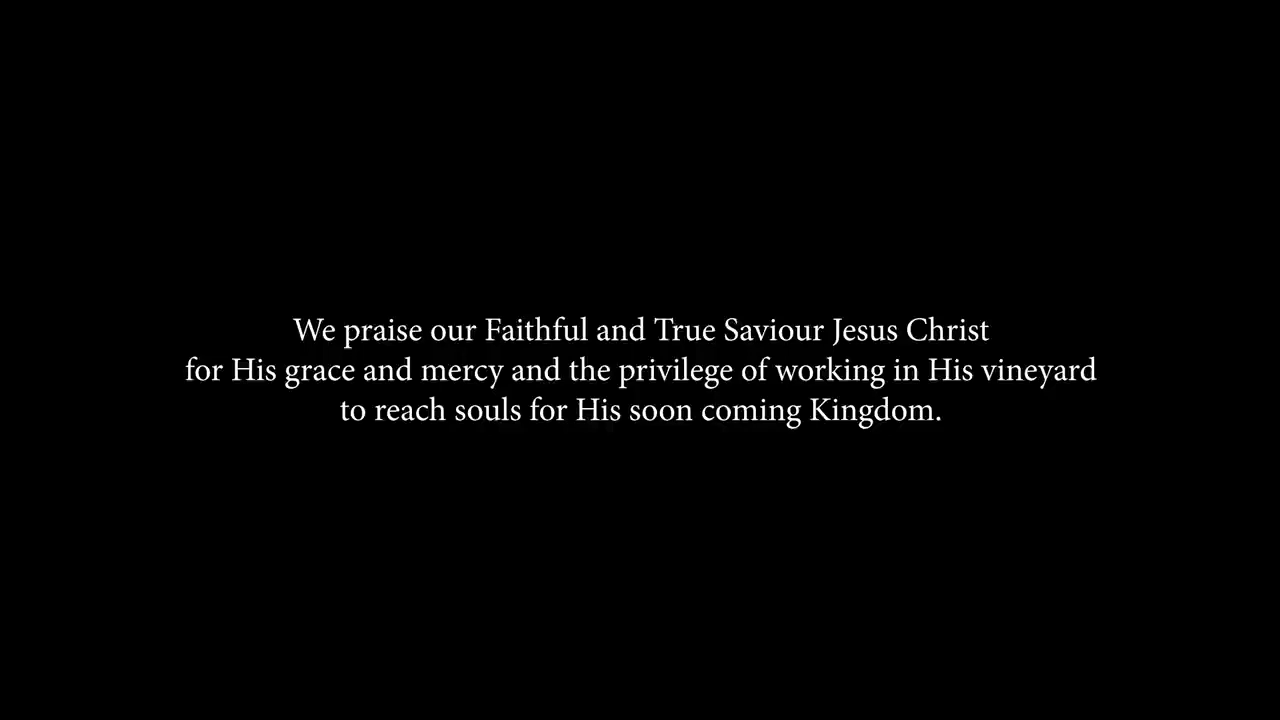 We praise our Faithful and True Saviour Jesus Christ
for His grace and mercy and the privilege of working in His vineyard
to reach souls for His soon coming Kingdom.